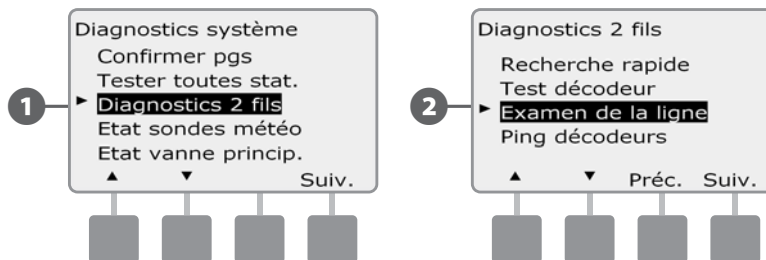 1
Diagnostics système
Confirmer pgs
Tester toutes stat.
Diagnostics 2 fils
Etat sondes météo
Etat vanne princip.
Suiv.
2
Diagnostics 2 fils
Recherche rapide
Test décodeur
Examen de la ligne
Ping décodeurs
Préc. Suiv.